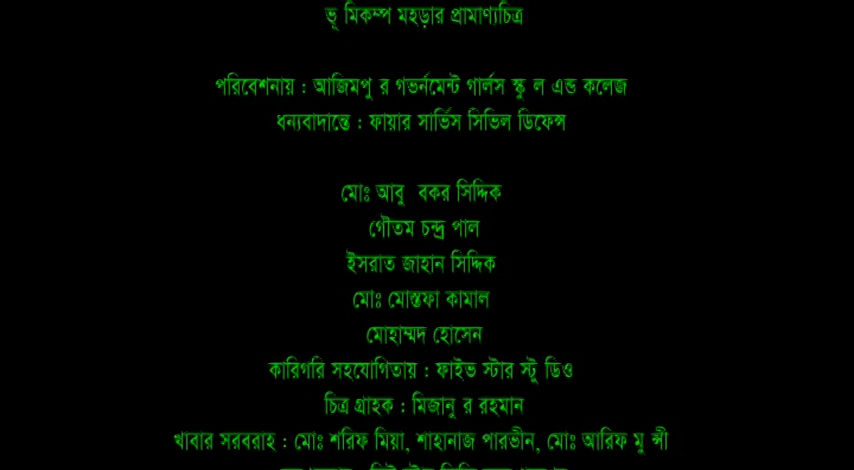 ভূমিকম্প মহড়ার প্রামাণ্যচিত্র
পরিবেশনায় : আজিমপুর গভর্নমেন্ট গার্লস স্কুল এন্ড কলেজ
ধন্যবাদান্তে : ফায়ার সার্ভিস সিভিল ডিফেন্স
মোঃ আবু বকর সিদ্দিক
গৌতম চন্দ্র পাল
ইসরাত জাহান সিদ্দিক
মোঃ মোস্তফা কামাল
মোহাম্মদ হোসেন
কারিগরি সহযোগিতায় : ফাইভ স্টার স্টুডিও
চিত্র গ্রাহক : মিজানুর রহমান
খাবার সরবরাহ : মোঃ শরিফ মিয়া, শাহানাজ পারভীন, মোঃ আরিফ মুন্সী